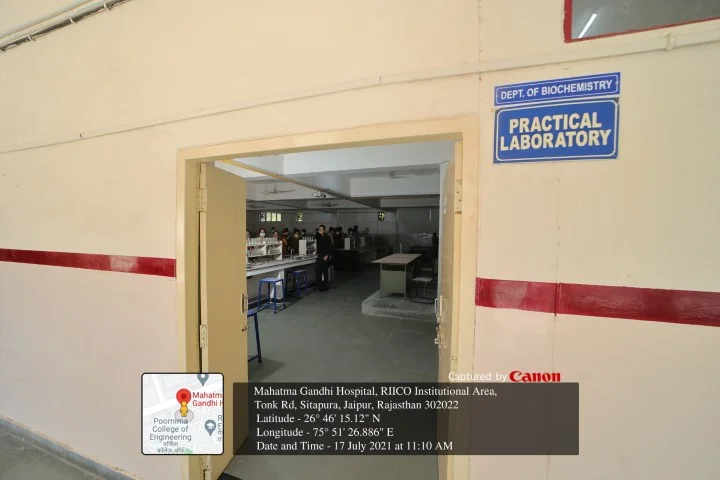 DEPT. OF BIOCHEMISTRY
PRACTICAL
LABORATORY
Captured by Canon
Mahatma Gandhi Hospital, RIICO Institutional Area,
Tonk Rd, Sitapura, Jaipur, Rajasthan 302022
Latitude - 26° 46' 15.12" N
Longitude - 75° 51' 26.886" E
Date and Time - 17 July 2021 at 11:10 AM
Mahatm
Gandhi H
Poornima
College of
Engineering